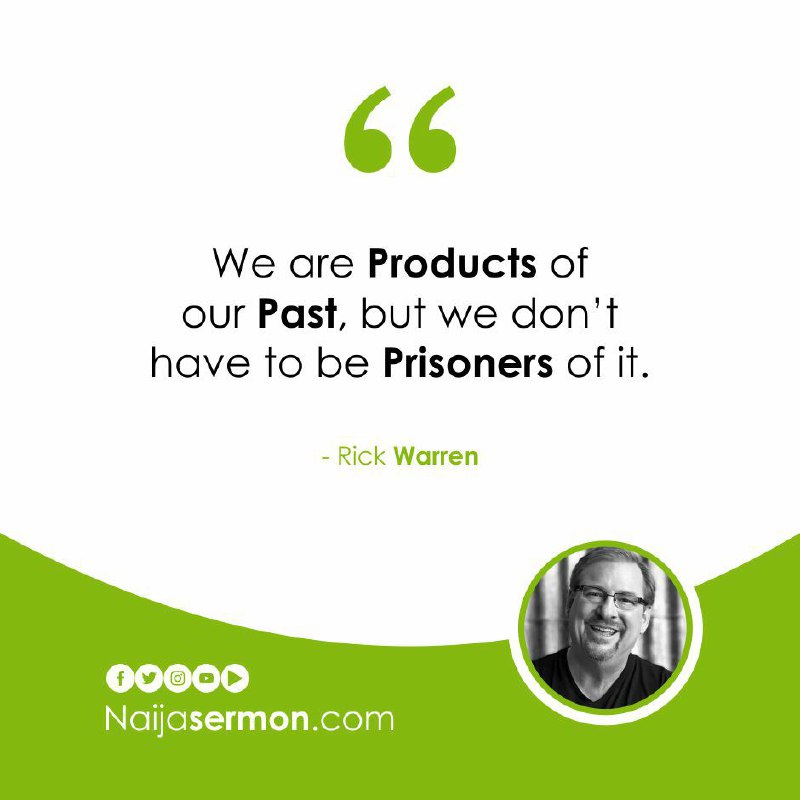 We are Products of
our Past, but we don’t
have to be Prisoners of it.
- Rick Warren
Naijasermon.com